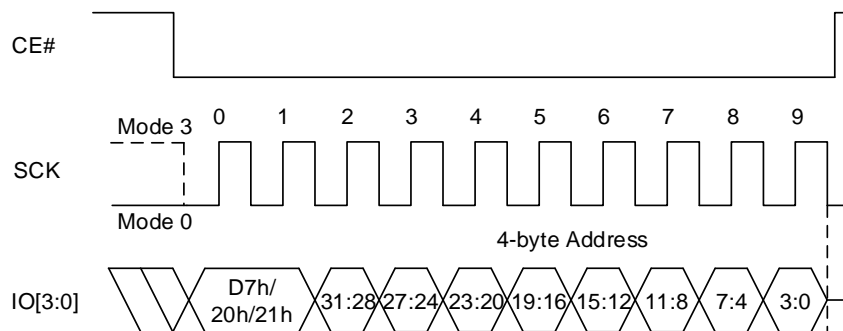 CE#
Mode 3
0 1 2 3 4 5 6 7 8 9
SCK
Mode 0
4-byte Address
IO[3:0]
D7h/
20h/21h
31:28 27:24 23:20 19:16 15:12 11:8 7:4 3:0